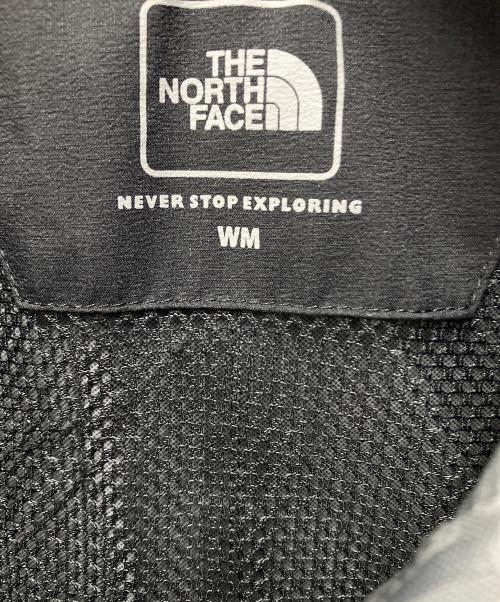 THE
NORTH
FACE
NEVER STOP EXPLORING
WM